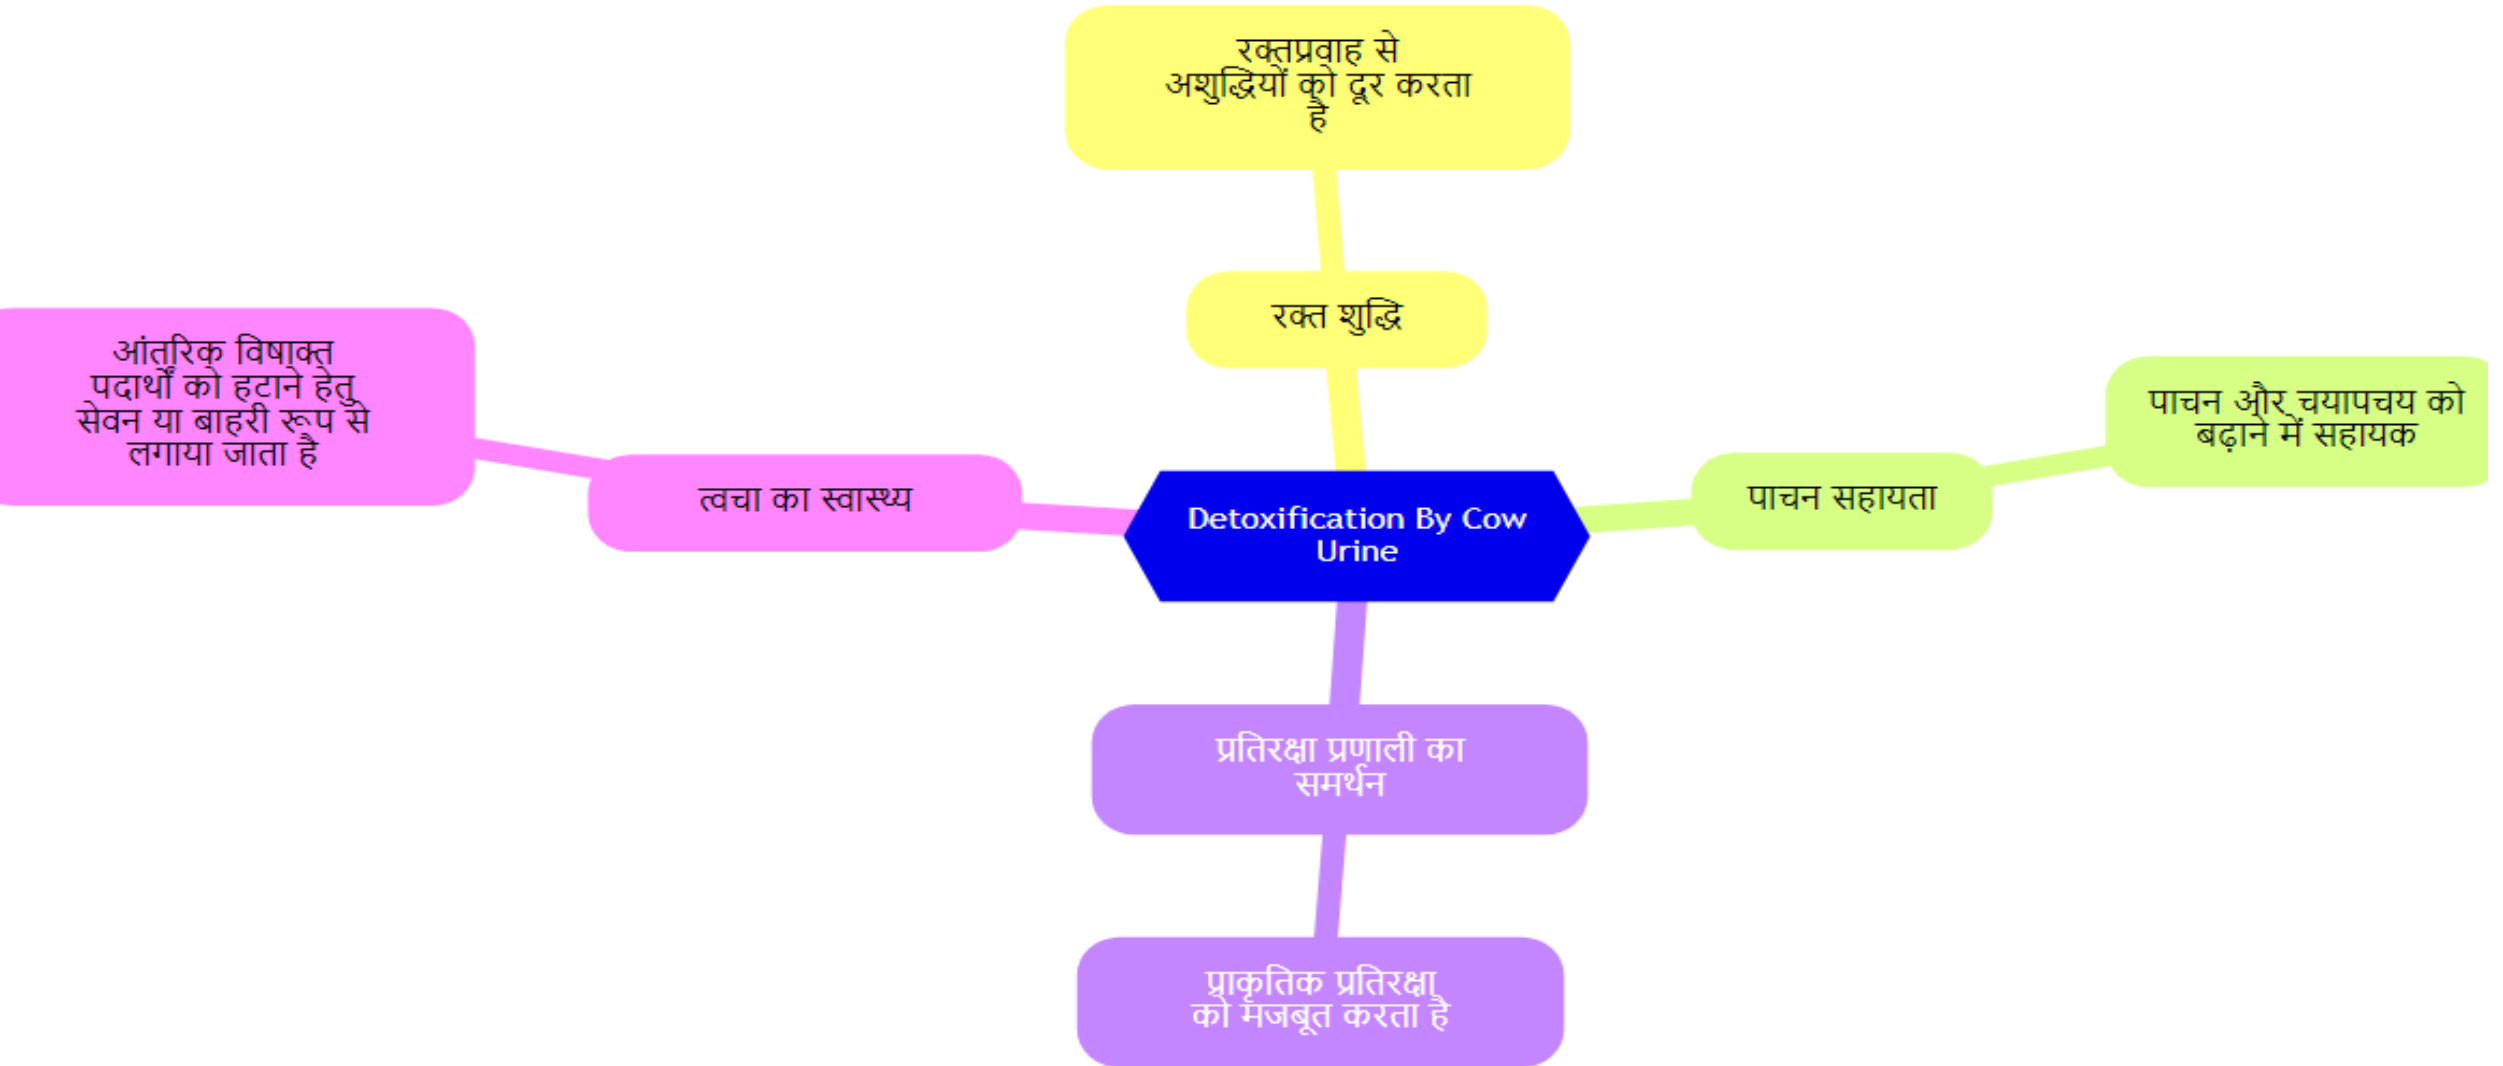 रक्तप्रवाह से
अशुद्धियों को दूर करता
है
रक्त शुद्धि
आंतरिक विषाक्त
पदार्थों को हटाने हेतु
सेवन या बाहरी रूप से
लगाया जाता है
त्वचा का स्वास्थ्य
Detoxification By Cow
Urine
पाचन सहायता
पाचन और चयापचय को
बढ़ाने में सहायक
प्रतिरक्षा प्रणाली का
समर्थन
प्राकृतिक प्रतिरक्षा
को मजबूत करता है